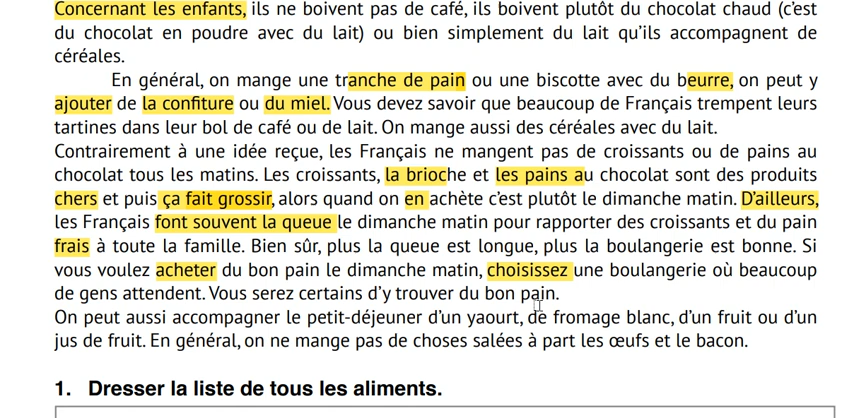 Concernant les enfants, ils ne boivent pas de café, ils boivent plutôt du chocolat chaud (c’est
du chocolat en poudre avec du lait) ou bien simplement du lait qu’ils accompagnent de
céréales.
En général, on mange une tranche de pain ou une biscotte avec du beurre, on peut y
ajouter de la confiture ou du miel. Vous devez savoir que beaucoup de Français trempent leurs
tartines dans leur bol de café ou de lait. On mange aussi des céréales avec du lait.
Contrairement à une idée reçue, les Français ne mangent pas de croissants ou de pains au
chocolat tous les matins. Les croissants, la brioche et les pains au chocolat sont des produits
chers et puis ça fait grossir, alors quand on en achète c’est plutôt le dimanche matin. D’ailleurs,
les Français font souvent la queue le dimanche matin pour rapporter des croissants et du pain
frais à toute la famille. Bien sûr, plus la queue est longue, plus la boulangerie est bonne. Si
vous voulez acheter du bon pain le dimanche matin, choisissez une boulangerie où beaucoup
de gens attendent. Vous serez certains d’y trouver du bon pain.
On peut aussi accompagner le petit-déjeuner d’un yaourt, de fromage blanc, d’un fruit ou d’un
jus de fruit. En général, on ne mange pas de choses salées à part les œufs et le bacon.
1. Dresser la liste de tous les aliments.